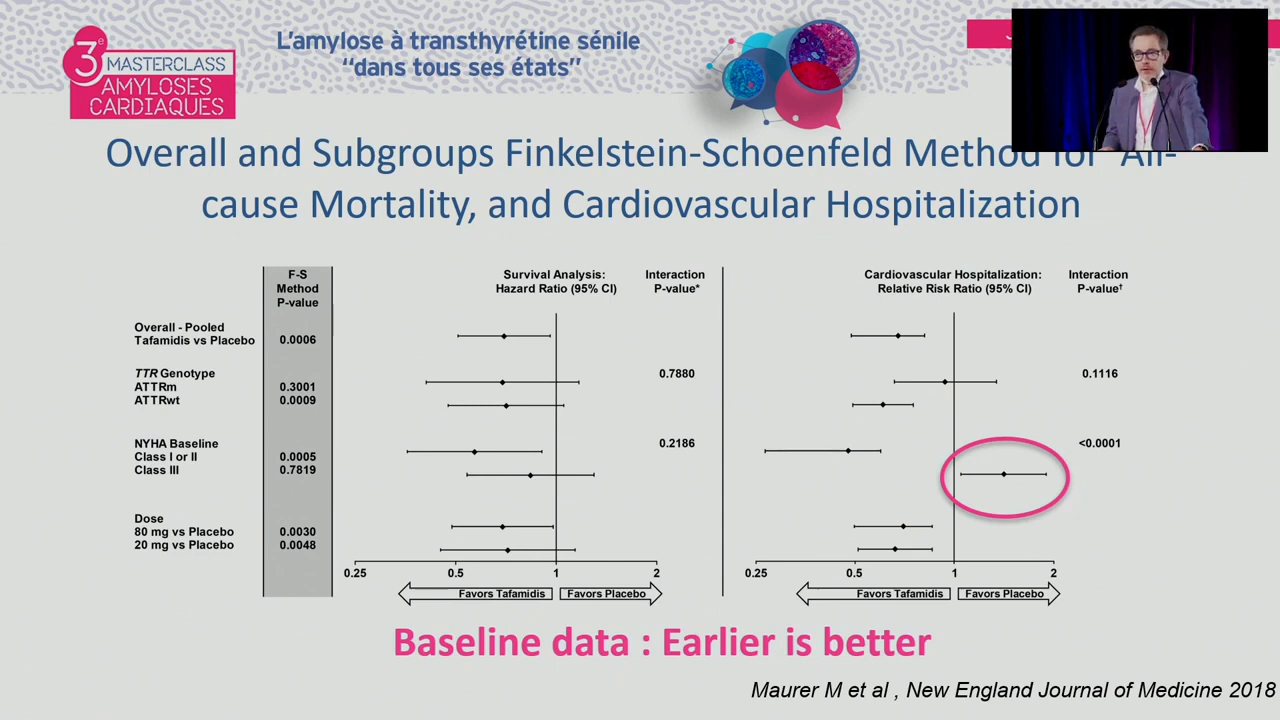 3e MASTERCLASS
AMYLOSES
CARDIAQUES
L'amylose à transthyrétine sénile
"dans tous ses états"
Overall and Subgroups Finkelstein-Schoenfeld Method for All-
cause Mortality, and Cardiovascular Hospitalization
F-S
Method
P-value
Survival Analysis:
Hazard Ratio (95% CI)
Interaction
P-value*
Cardiovascular Hospitalization:
Relative Risk Ratio (95% CI)
Interaction
P-value†
Overall - Pooled
Tafamidis vs Placebo 0.0006
TTR Genotype 0.7880 0.1116
ATTRm 0.3001
ATTRwt 0.0009
NYHA Baseline 0.2186 <0.0001
Class I or II 0.0005
Class III 0.7819
Dose
80 mg vs Placebo 0.0030
20 mg vs Placebo 0.0048
0.25 0.5 1 2 0.25 0.5 1 2
Favors Tafamidis Favors Placebo Favors Tafamidis Favors Placebo
Baseline data : Earlier is better
Maurer M et al , New England Journal of Medicine 2018